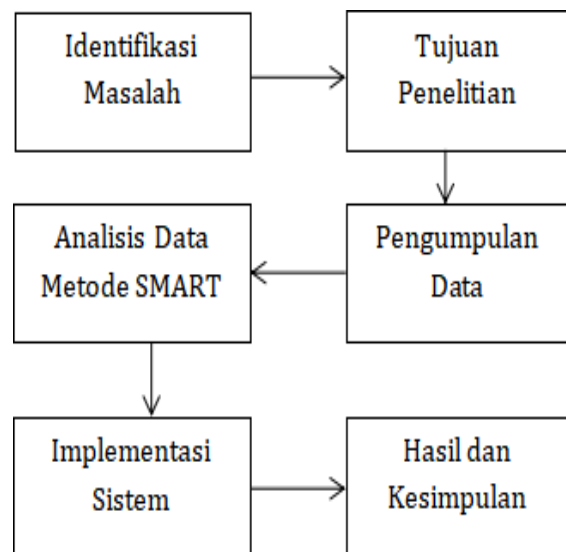 Identifikasi
Masalah
Tujuan
Penelitian
Pengumpulan
Data
Analisis Data
Metode SMART
Implementasi
Sistem
Hasil dan
Kesimpulan